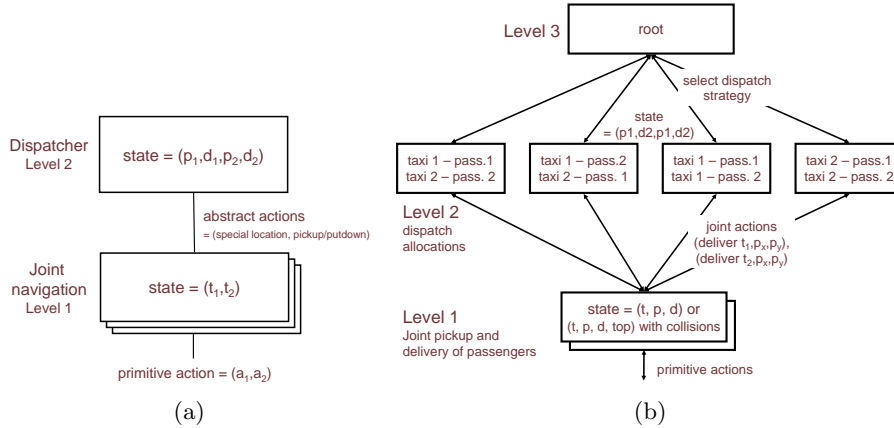 Dispatcher
Level 2
state = (p1,d1,p2,d2)
abstract actions
= (special location, pickup/putdown)
Joint
navigation
Level 1
state = (t1,t2)
primitive action = (a1,a2)
(a)
Level 3
root
select dispatch
strategy
state
= (p1,d2,p1,d2)
taxi 1 – pass.1
taxi 2 – pass. 2
taxi 1 – pass.2
taxi 2 – pass. 1
taxi 1 – pass.1
taxi 1 – pass. 2
taxi 2 – pass.1
taxi 2 – pass. 2
Level 2
dispatch
allocations
joint actions
(deliver t1,px,py),
(deliver t2,px,py)
Level 1
Joint pickup and
delivery of passengers
state = (t, p, d) or
(t, p, d, top) with collisions
primitive actions
(b)